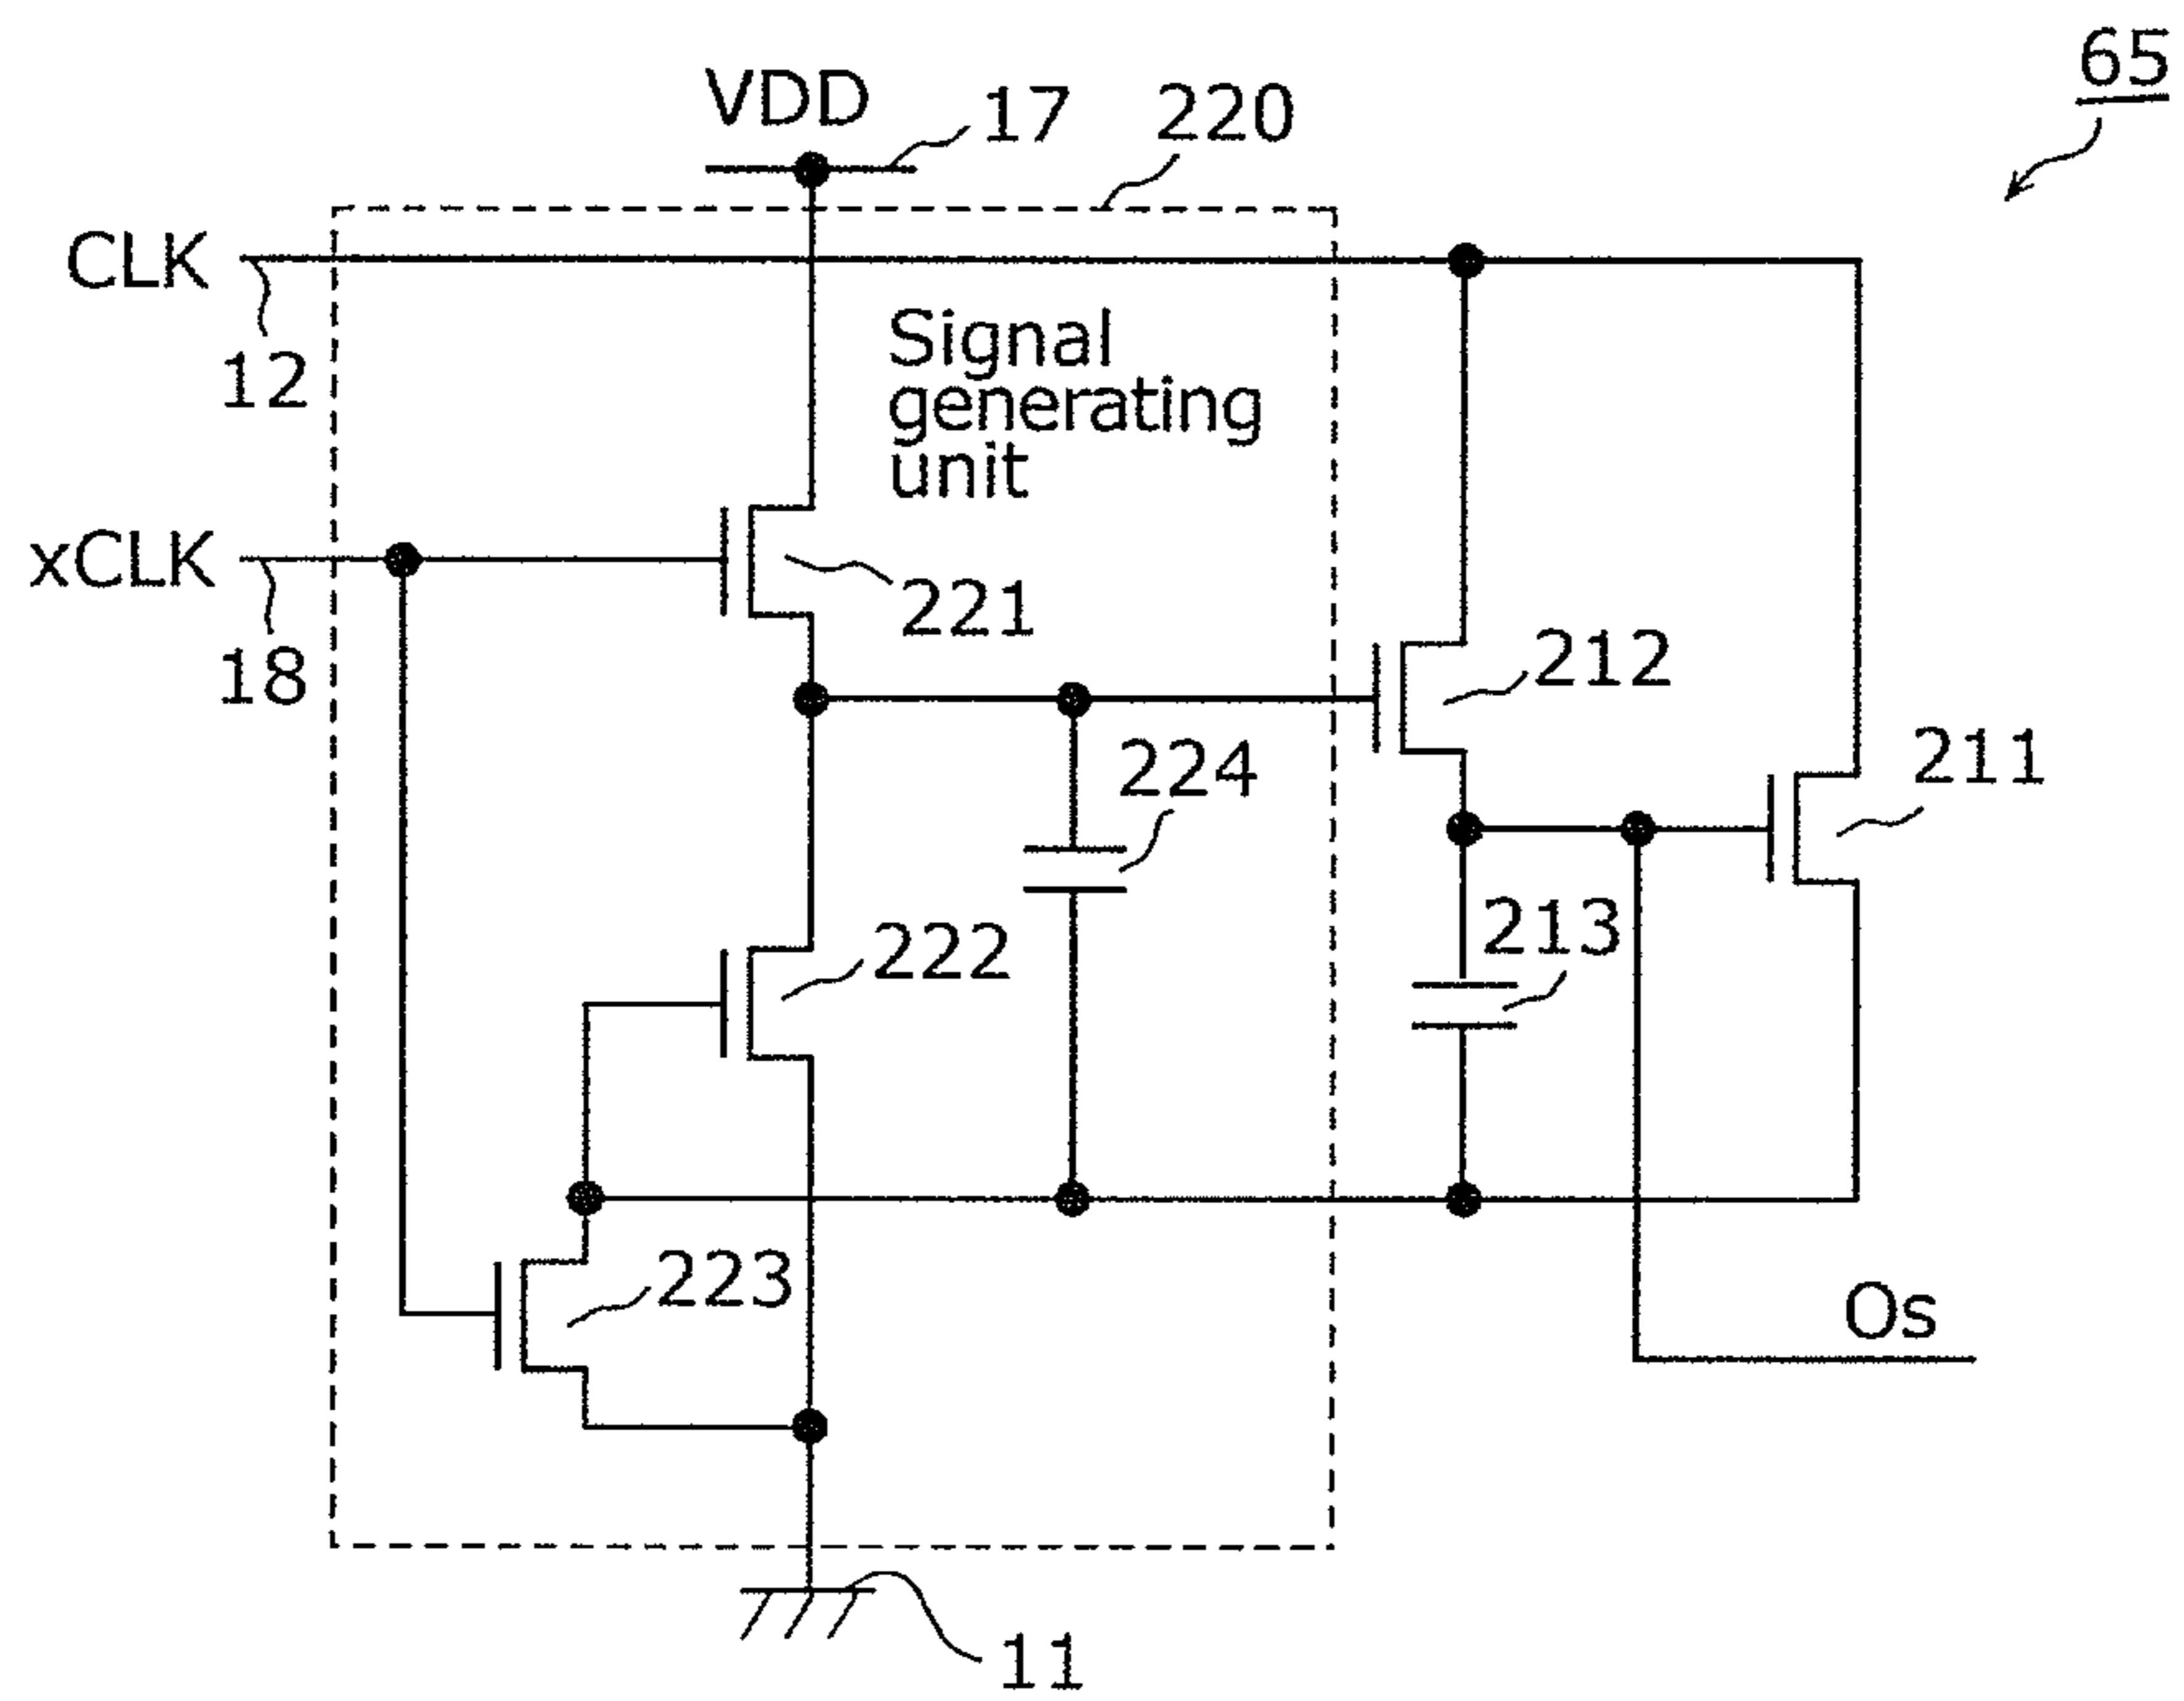 65
VDD
17
220
CLK
12
Signal
generating
unit
xCLK
18
221
212
211
224
222
213
223
Os
11